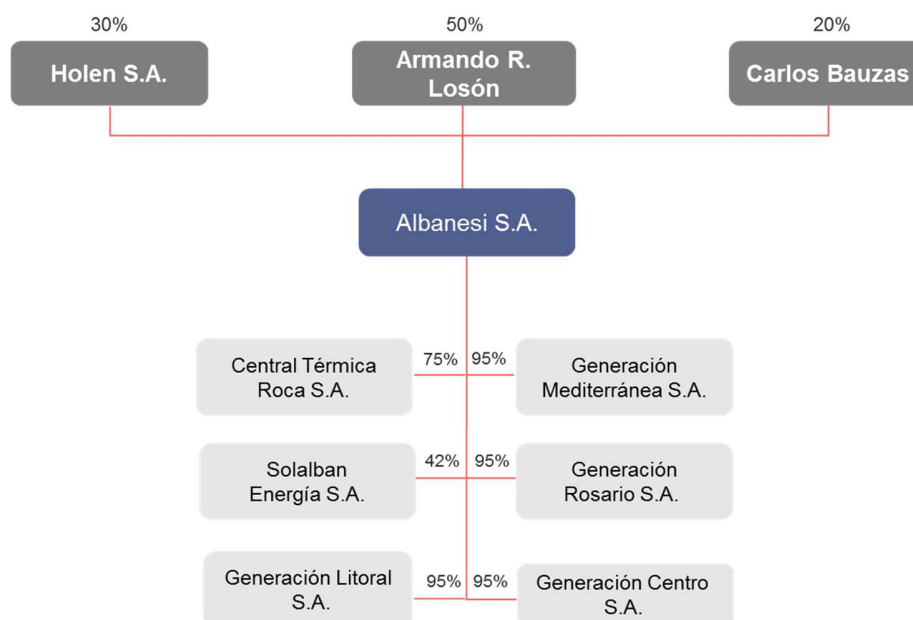 30%
50%
20%
Holen S.A.
Armando R.
Losón
Carlos Bauzas
Albanesi S.A.
Central Térmica
Roca S.A.
75%
95%
Generación
Mediterránea S.A.
Solalban
Energía S.A.
42%
95%
Generación
Rosario S.A.
Generación Litoral
S.A.
95%
95%
Generación Centro
S.A.